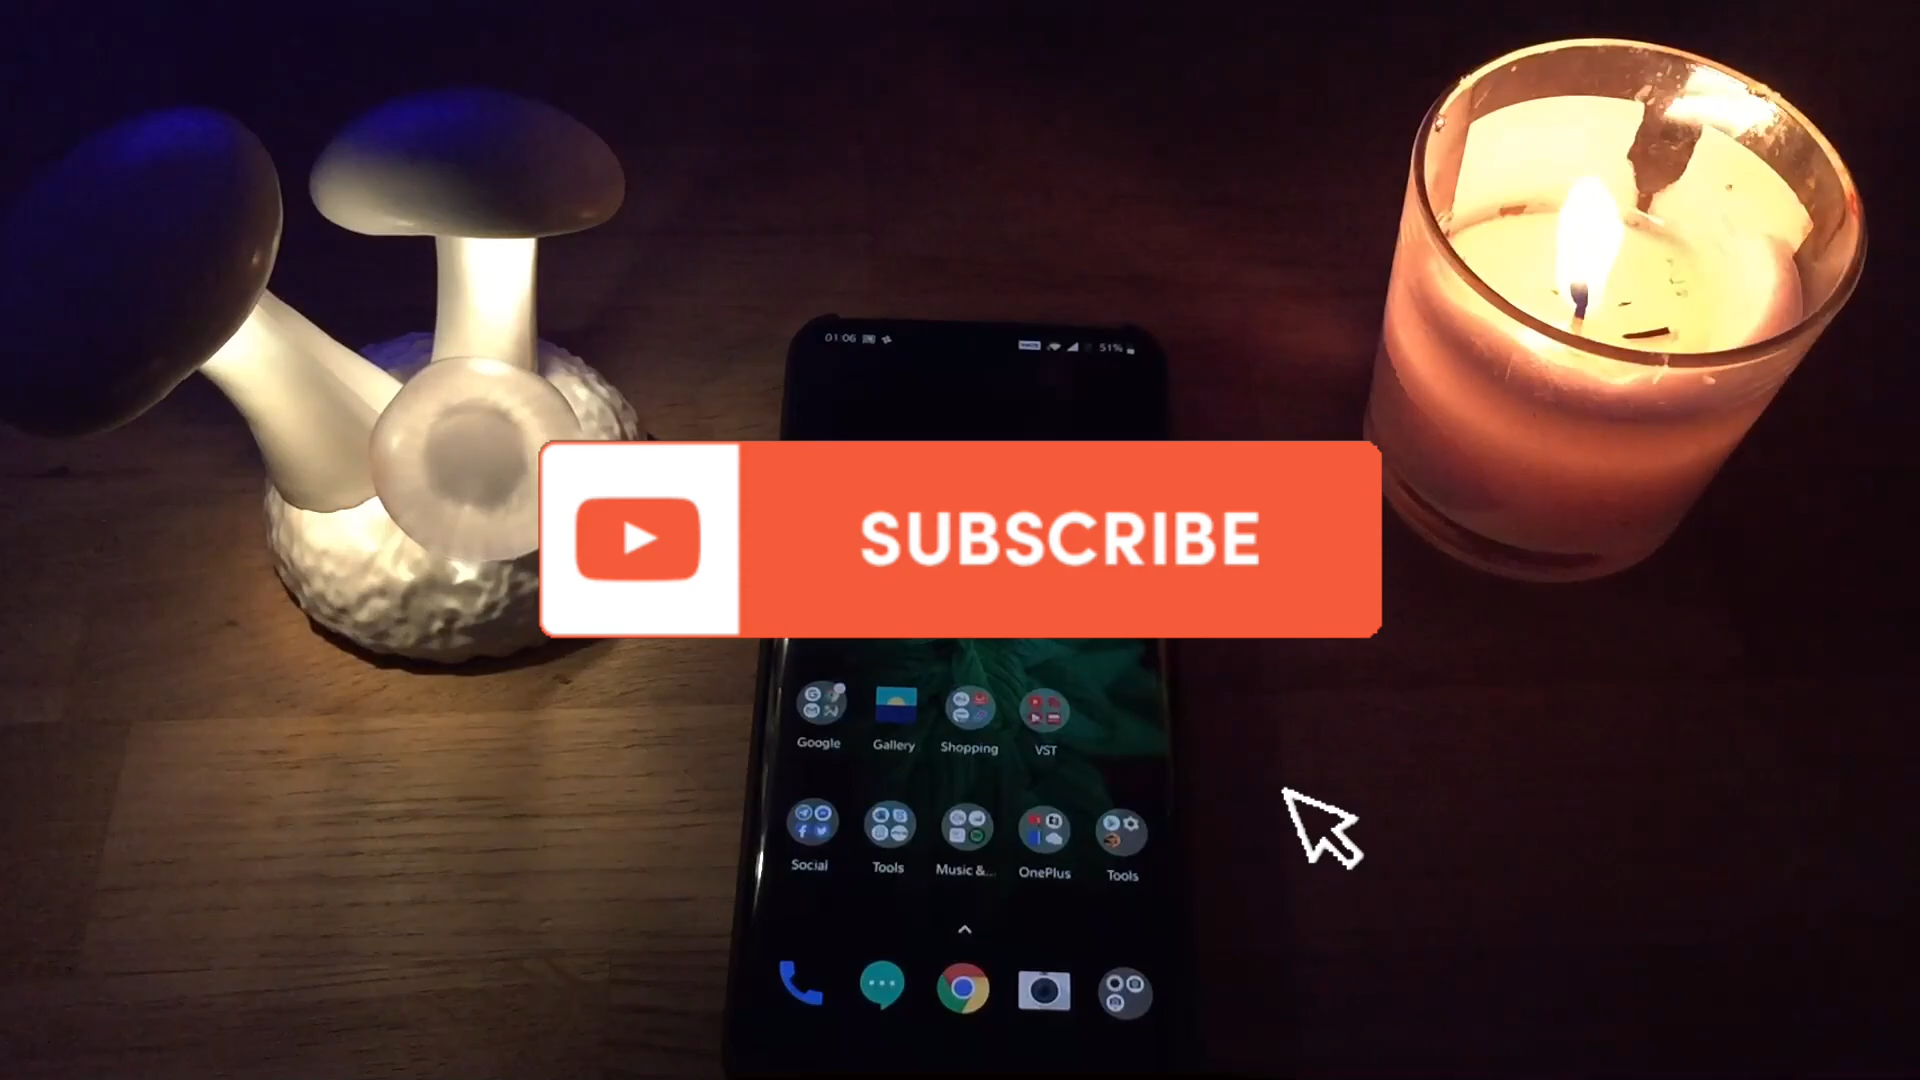 01:06 51%
SUBSCRIBE
Google Gallery Shopping VST
Social Tools Music &... OnePlus Tools